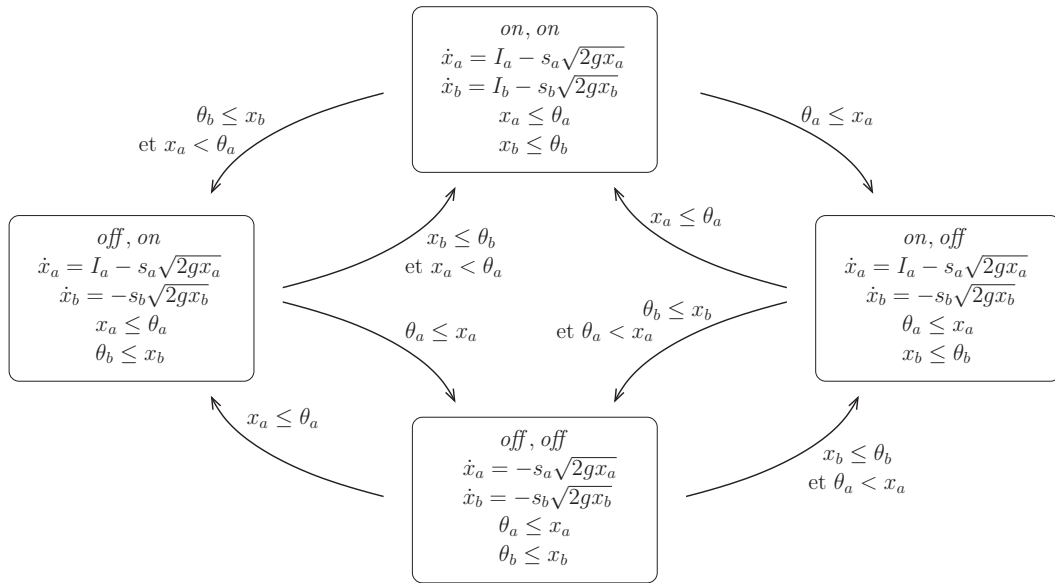 on, on
ẋ_a = I_a − s_a√(2gx_a)
ẋ_b = I_b − s_b√(2gx_b)
x_a ≤ θ_a
x_b ≤ θ_b
θ_b ≤ x_b
et x_a < θ_a
θ_a ≤ x_a
off, on
ẋ_a = I_a − s_a√(2gx_a)
ẋ_b = −s_b√(2gx_b)
x_a ≤ θ_a
θ_b ≤ x_b
x_b ≤ θ_b
et x_a < θ_a
x_a ≤ θ_a
on, off
ẋ_a = I_a − s_a√(2gx_a)
ẋ_b = −s_b√(2gx_b)
θ_a ≤ x_a
x_b ≤ θ_b
θ_a ≤ x_a
θ_b ≤ x_b
et θ_a < x_a
x_a ≤ θ_a
off, off
ẋ_a = −s_a√(2gx_a)
ẋ_b = −s_b√(2gx_b)
θ_a ≤ x_a
θ_b ≤ x_b
x_b ≤ θ_b
et θ_a < x_a